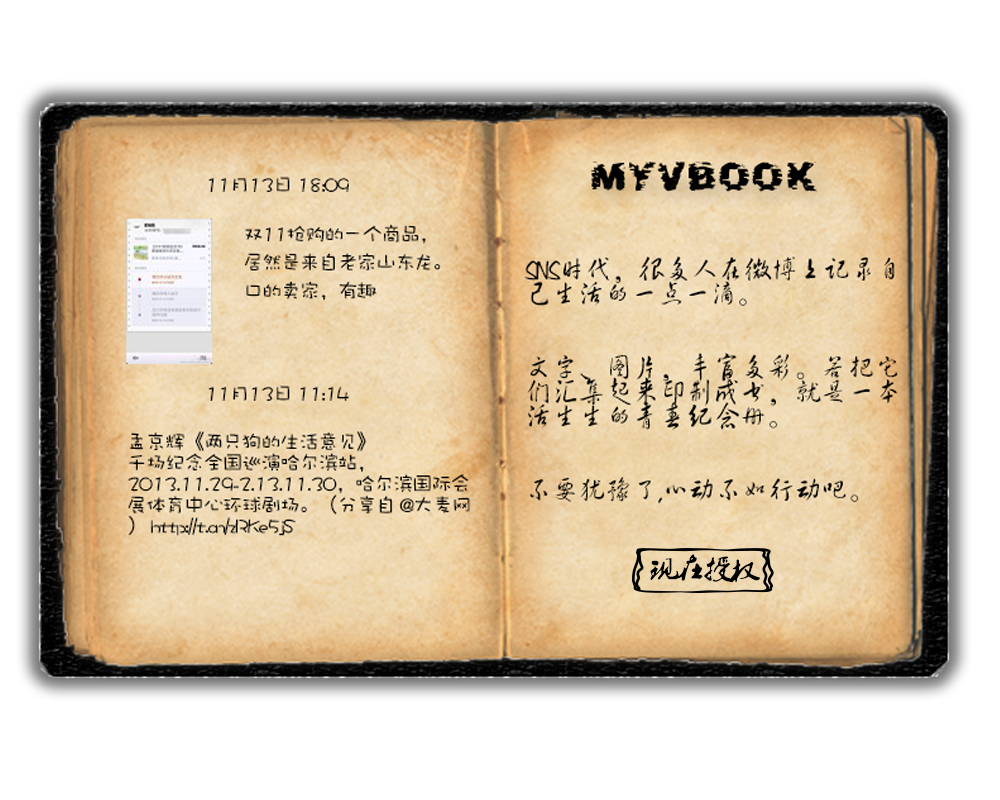 11月13日 18:09
双11抢购的一个商品，
居然是来自老家山东龙。
口的卖家，有趣
11月13日 11:14
孟京辉《两只狗的生活意见》
千场纪念全国巡演哈尔滨站，
2013.11.29-2.13.11.30，哈尔滨国际会
展体育中心环球剧场。（分享自 @大麦网
） http://t.cn/zlRKe5jS
MYVBOOK
SNS时代，很多人在微博上记录自
己生活的一点一滴。
文字、图片，丰富多彩。若把它
们汇集起来印制成书，就是一本
活生生的青春纪念册。
不要犹豫了,心动不如行动吧。
现在授权